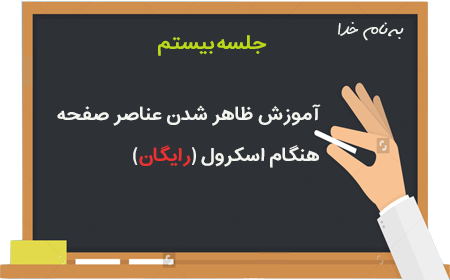 به نام خدا
جلسه بیستم
آموزش ظاهر شدن عناصر صفحه
هنگام اسکرول (رایگان)